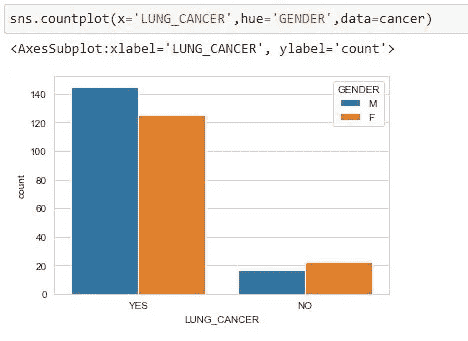 sns.countplot(x='LUNG_CANCER',hue='GENDER',data=cancer)
<AxesSubplot:xlabel='LUNG_CANCER', ylabel='count'>
GENDER
M
F
140
120
100
80
60
40
20
0
count
YES
NO
LUNG_CANCER